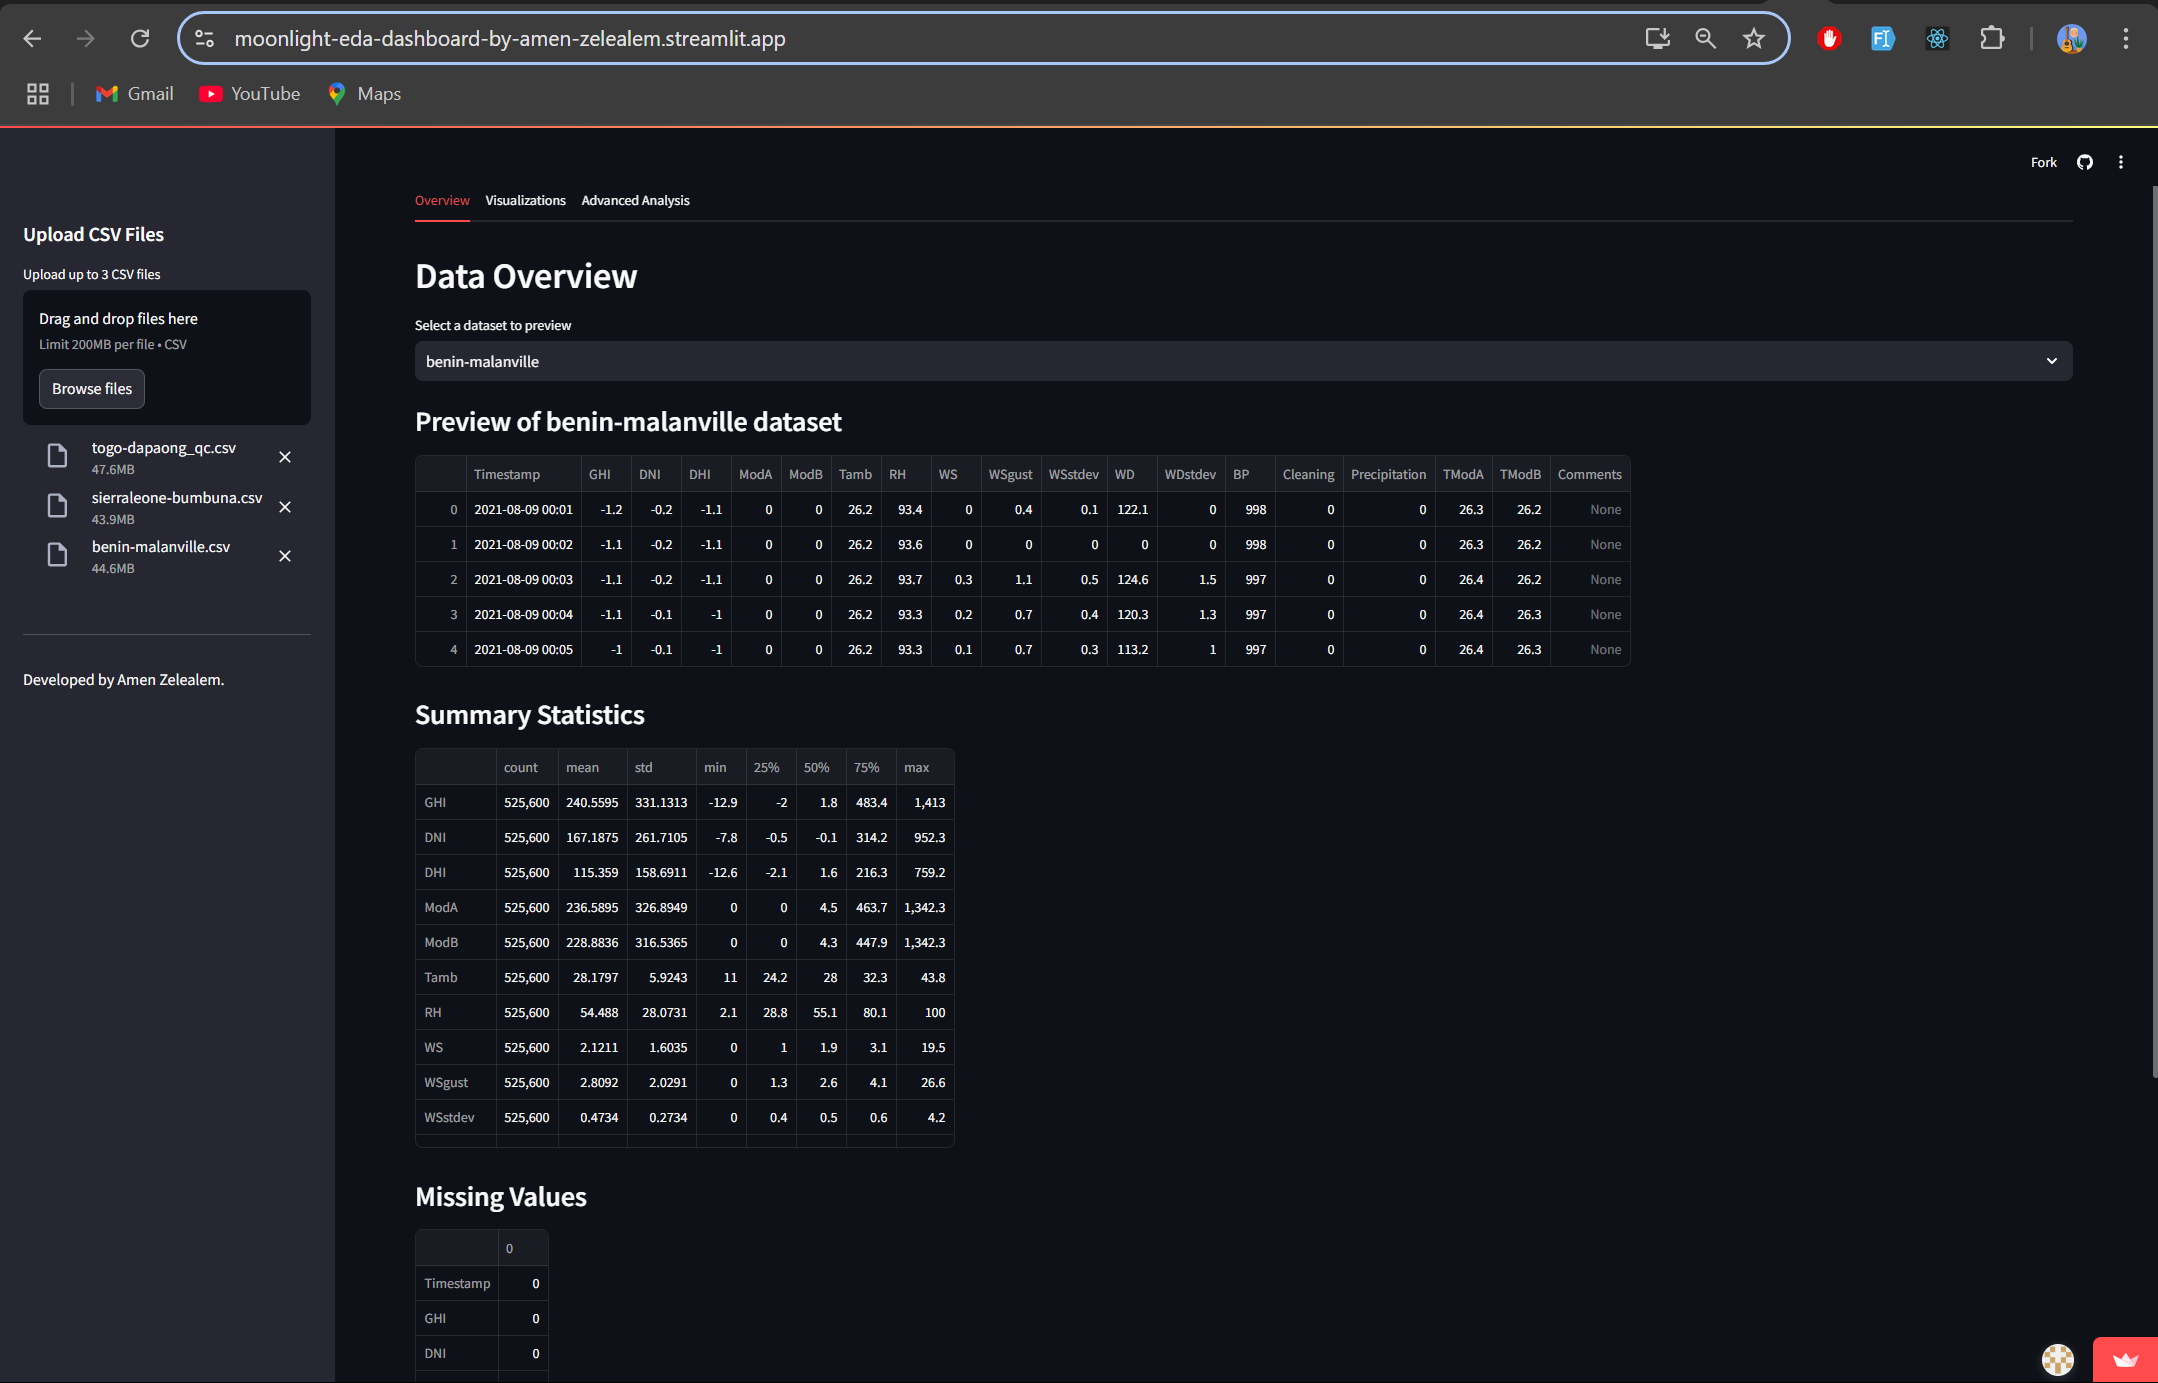 moonlight-eda-dashboard-by-amen-zelealem.streamlit.app
Gmail YouTube Maps
Fork
Upload CSV Files
Upload up to 3 CSV files
Drag and drop files here
Limit 200MB per file • CSV
Browse files
togo-dapaong_qc.csv
47.6MB
sierraleone-bumbuna.csv
43.9MB
benin-malanville.csv
44.6MB
Developed by Amen Zelealem.
Overview Visualizations Advanced Analysis
Data Overview
Select a dataset to preview
benin-malanville
Preview of benin-malanville dataset
Timestamp GHI DNI DHI ModA ModB Tamb RH WS WSgust WSstdev WD WDstdev BP Cleaning Precipitation TModA TModB Comments
0 2021-08-09 00:01 -1.2 -0.2 -1.1 0 0 26.2 93.4 0 0.4 0.1 122.1 0 998 0 0 26.3 26.2 None
1 2021-08-09 00:02 -1.1 -0.2 -1.1 0 0 26.2 93.6 0 0 0 0 0 998 0 0 26.3 26.2 None
2 2021-08-09 00:03 -1.1 -0.2 -1.1 0 0 26.2 93.7 0.3 1.1 0.5 124.6 1.5 997 0 0 26.4 26.2 None
3 2021-08-09 00:04 -1.1 -0.1 -1 0 0 26.2 93.3 0.2 0.7 0.4 120.3 1.3 997 0 0 26.4 26.3 None
4 2021-08-09 00:05 -1 -0.1 -1 0 0 26.2 93.3 0.1 0.7 0.3 113.2 1 997 0 0 26.4 26.3 None
Summary Statistics
count mean std min 25% 50% 75% max
GHI 525,600 240.5595 331.1313 -12.9 -2 1.8 483.4 1,413
DNI 525,600 167.1875 261.7105 -7.8 -0.5 -0.1 314.2 952.3
DHI 525,600 115.359 158.6911 -12.6 -2.1 1.6 216.3 759.2
ModA 525,600 236.5895 326.8949 0 0 4.5 463.7 1,342.3
ModB 525,600 228.8836 316.5365 0 0 4.3 447.9 1,342.3
Tamb 525,600 28.1797 5.9243 11 24.2 28 32.3 43.8
RH 525,600 54.488 28.0731 2.1 28.8 55.1 80.1 100
WS 525,600 2.1211 1.6035 0 1 1.9 3.1 19.5
WSgust 525,600 2.8092 2.0291 0 1.3 2.6 4.1 26.6
WSstdev 525,600 0.4734 0.2734 0 0.4 0.5 0.6 4.2
Missing Values
0
Timestamp 0
GHI 0
DNI 0